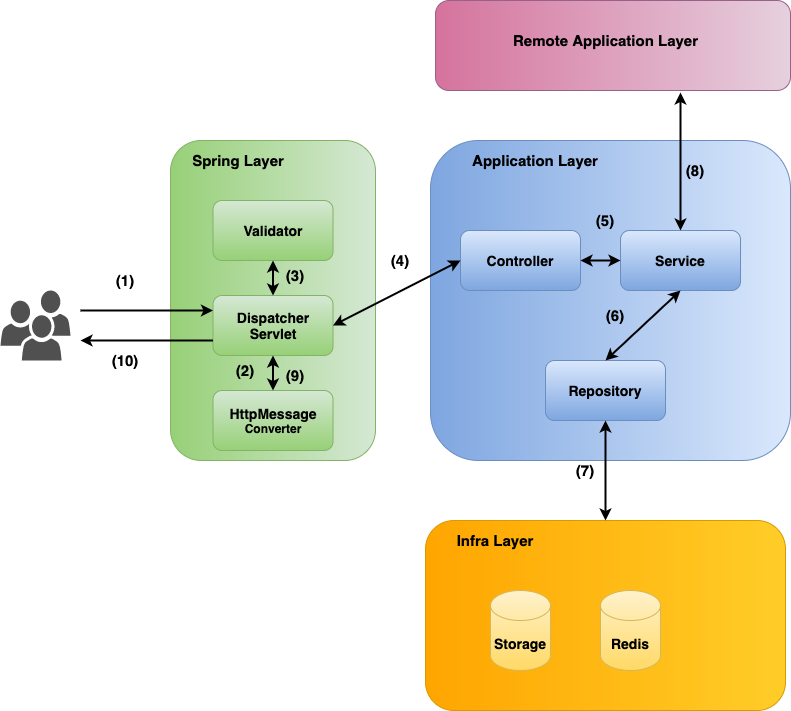 Remote Application Layer
Spring Layer
Application Layer
(8)
Validator
(5)
(4)
Controller
Service
(3)
(1)
Dispatcher
Servlet
(6)
(10)
(2)
(9)
Repository
HttpMessage
Converter
(7)
Infra Layer
Storage
Redis